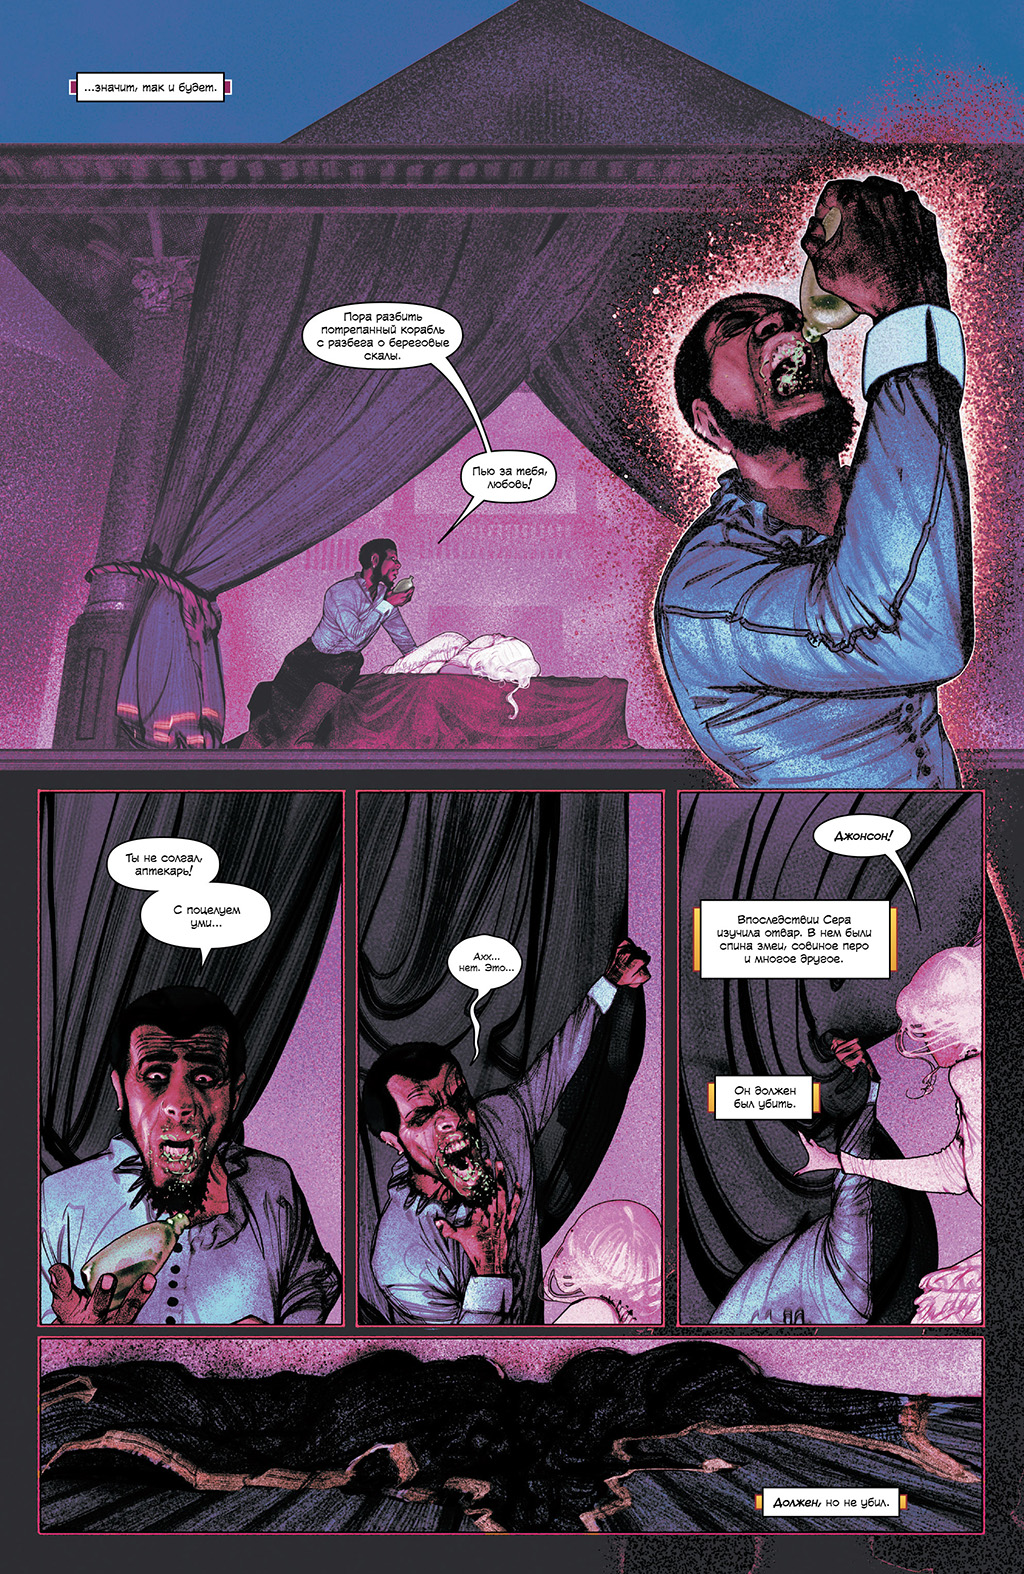 ...значит, так и будет.
Пора разбить
потрепанный корабль
с разбега о береговые
скалы.
Пью за тебя,
любовь!
Ты не солгал,
аптекарь!
С поцелуем
уми...
Ахх...
нет. Это...
Джонсон!
Впоследствии Сера
изучила отвар. В нем были
спина змеи, совиное перо
и многое другое.
Он должен
был убить.
Должен, но не убил.